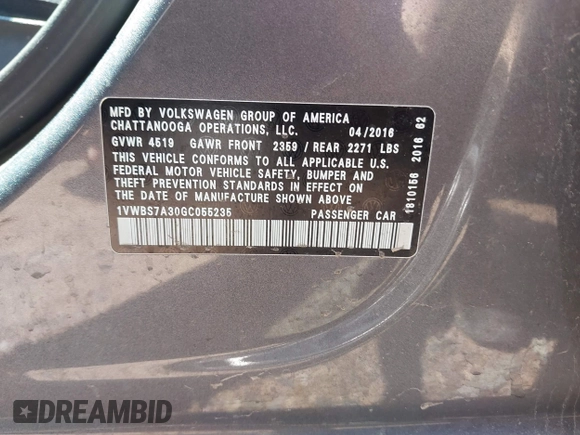 MFD BY VOLKSWAGEN GROUP OF AMERICA
CHATTANOOGA OPERATIONS, LLC. 04/2016
GVWR 4519 GAWR FRONT 2359 / REAR 2271 LBS
THIS VEHICLE CONFORMS TO ALL APPLICABLE U.S.
FEDERAL MOTOR VEHICLE SAFETY, BUMPER AND
THEFT PREVENTION STANDARDS IN EFFECT ON
THE DATE OF MANUFACTURE SHOWN ABOVE
1VWBS7A30GC055235 PASSENGER CAR
1810156 2016 62
DREAMBID